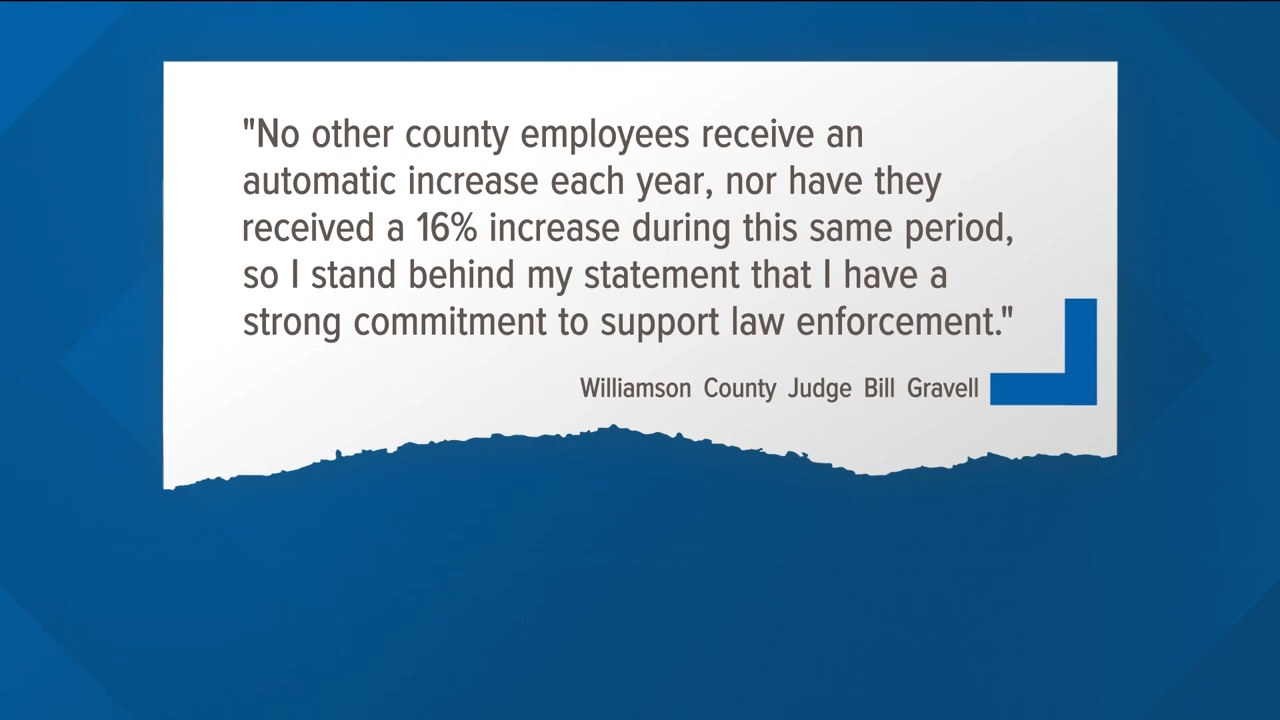 "No other county employees receive an
automatic increase each year, nor have they
received a 16% increase during this same period,
so I stand behind my statement that I have a
strong commitment to support law enforcement."
Williamson County Judge Bill Gravell